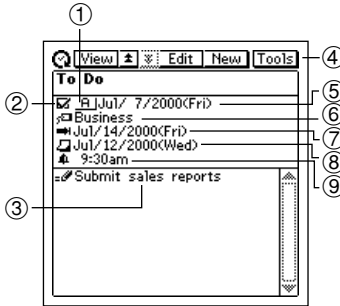 ①
View Edit New Tools ④
To Do
② A Jul/ 7/2000(Fri) ⑤
Business ⑥
Jul/14/2000(Fri) ⑦
Jul/12/2000(Wed) ⑧
9:30am ⑨
Submit sales reports
③